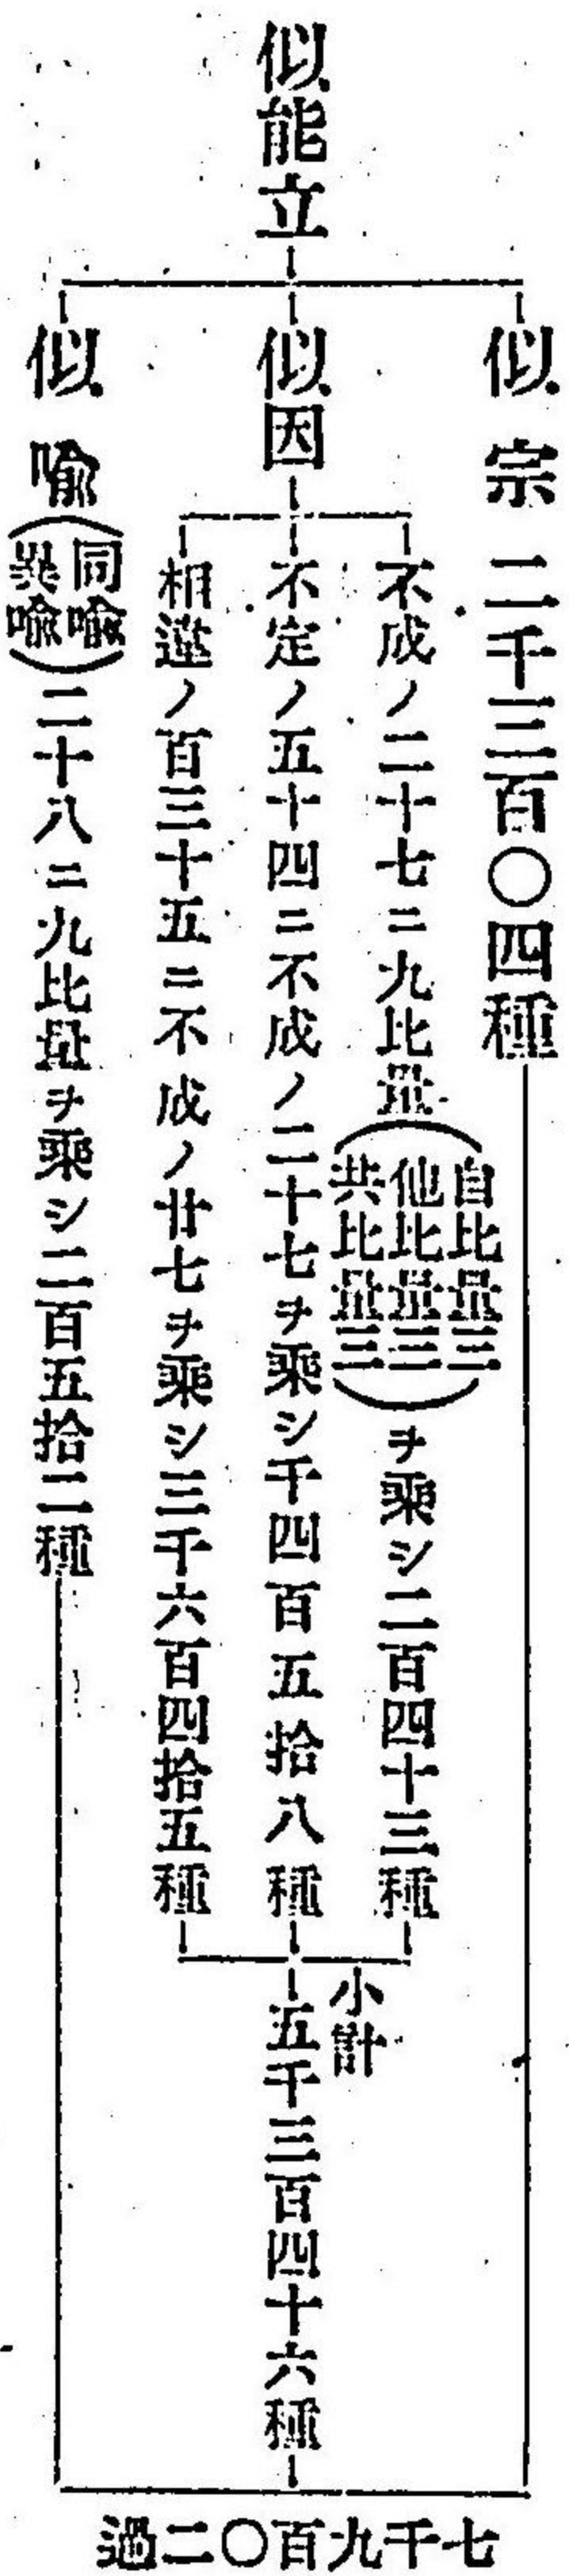 似能立
似宗 二千三百〇四種
似因
不成ノ二十七ニ九比量(自比量三 他比量三 共比量三)ヲ乘シ二百四十三種
不定ノ五十四ニ不成ノ二十七ヲ乘シ千四百五拾八種
相違ノ百三十五ニ不成ノ廿七ヲ乘シ三千六百四拾五種
小計
五千三百四十六種
似喩(同喩 異喩)二十八ニ九比量ヲ乘シ二百五拾二種
過二〇百九千七